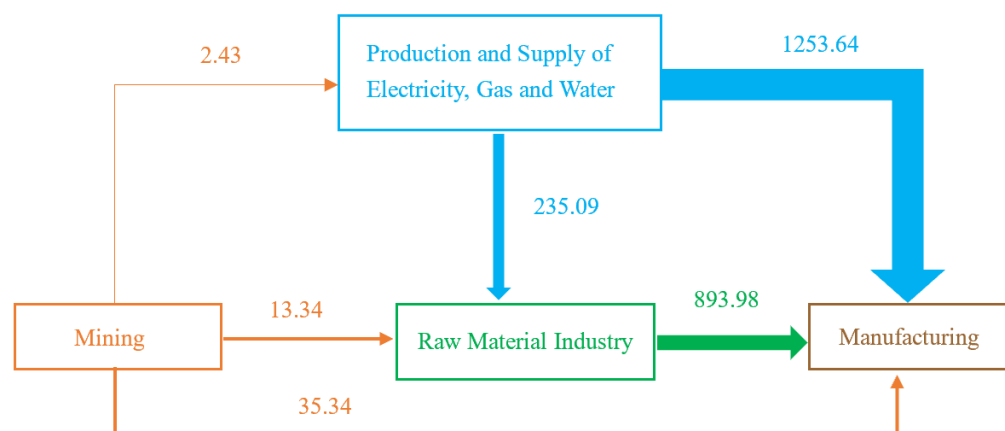 2.43
Production and Supply of
Electricity, Gas and Water
1253.64
235.09
Mining
13.34
Raw Material Industry
893.98
Manufacturing
35.34